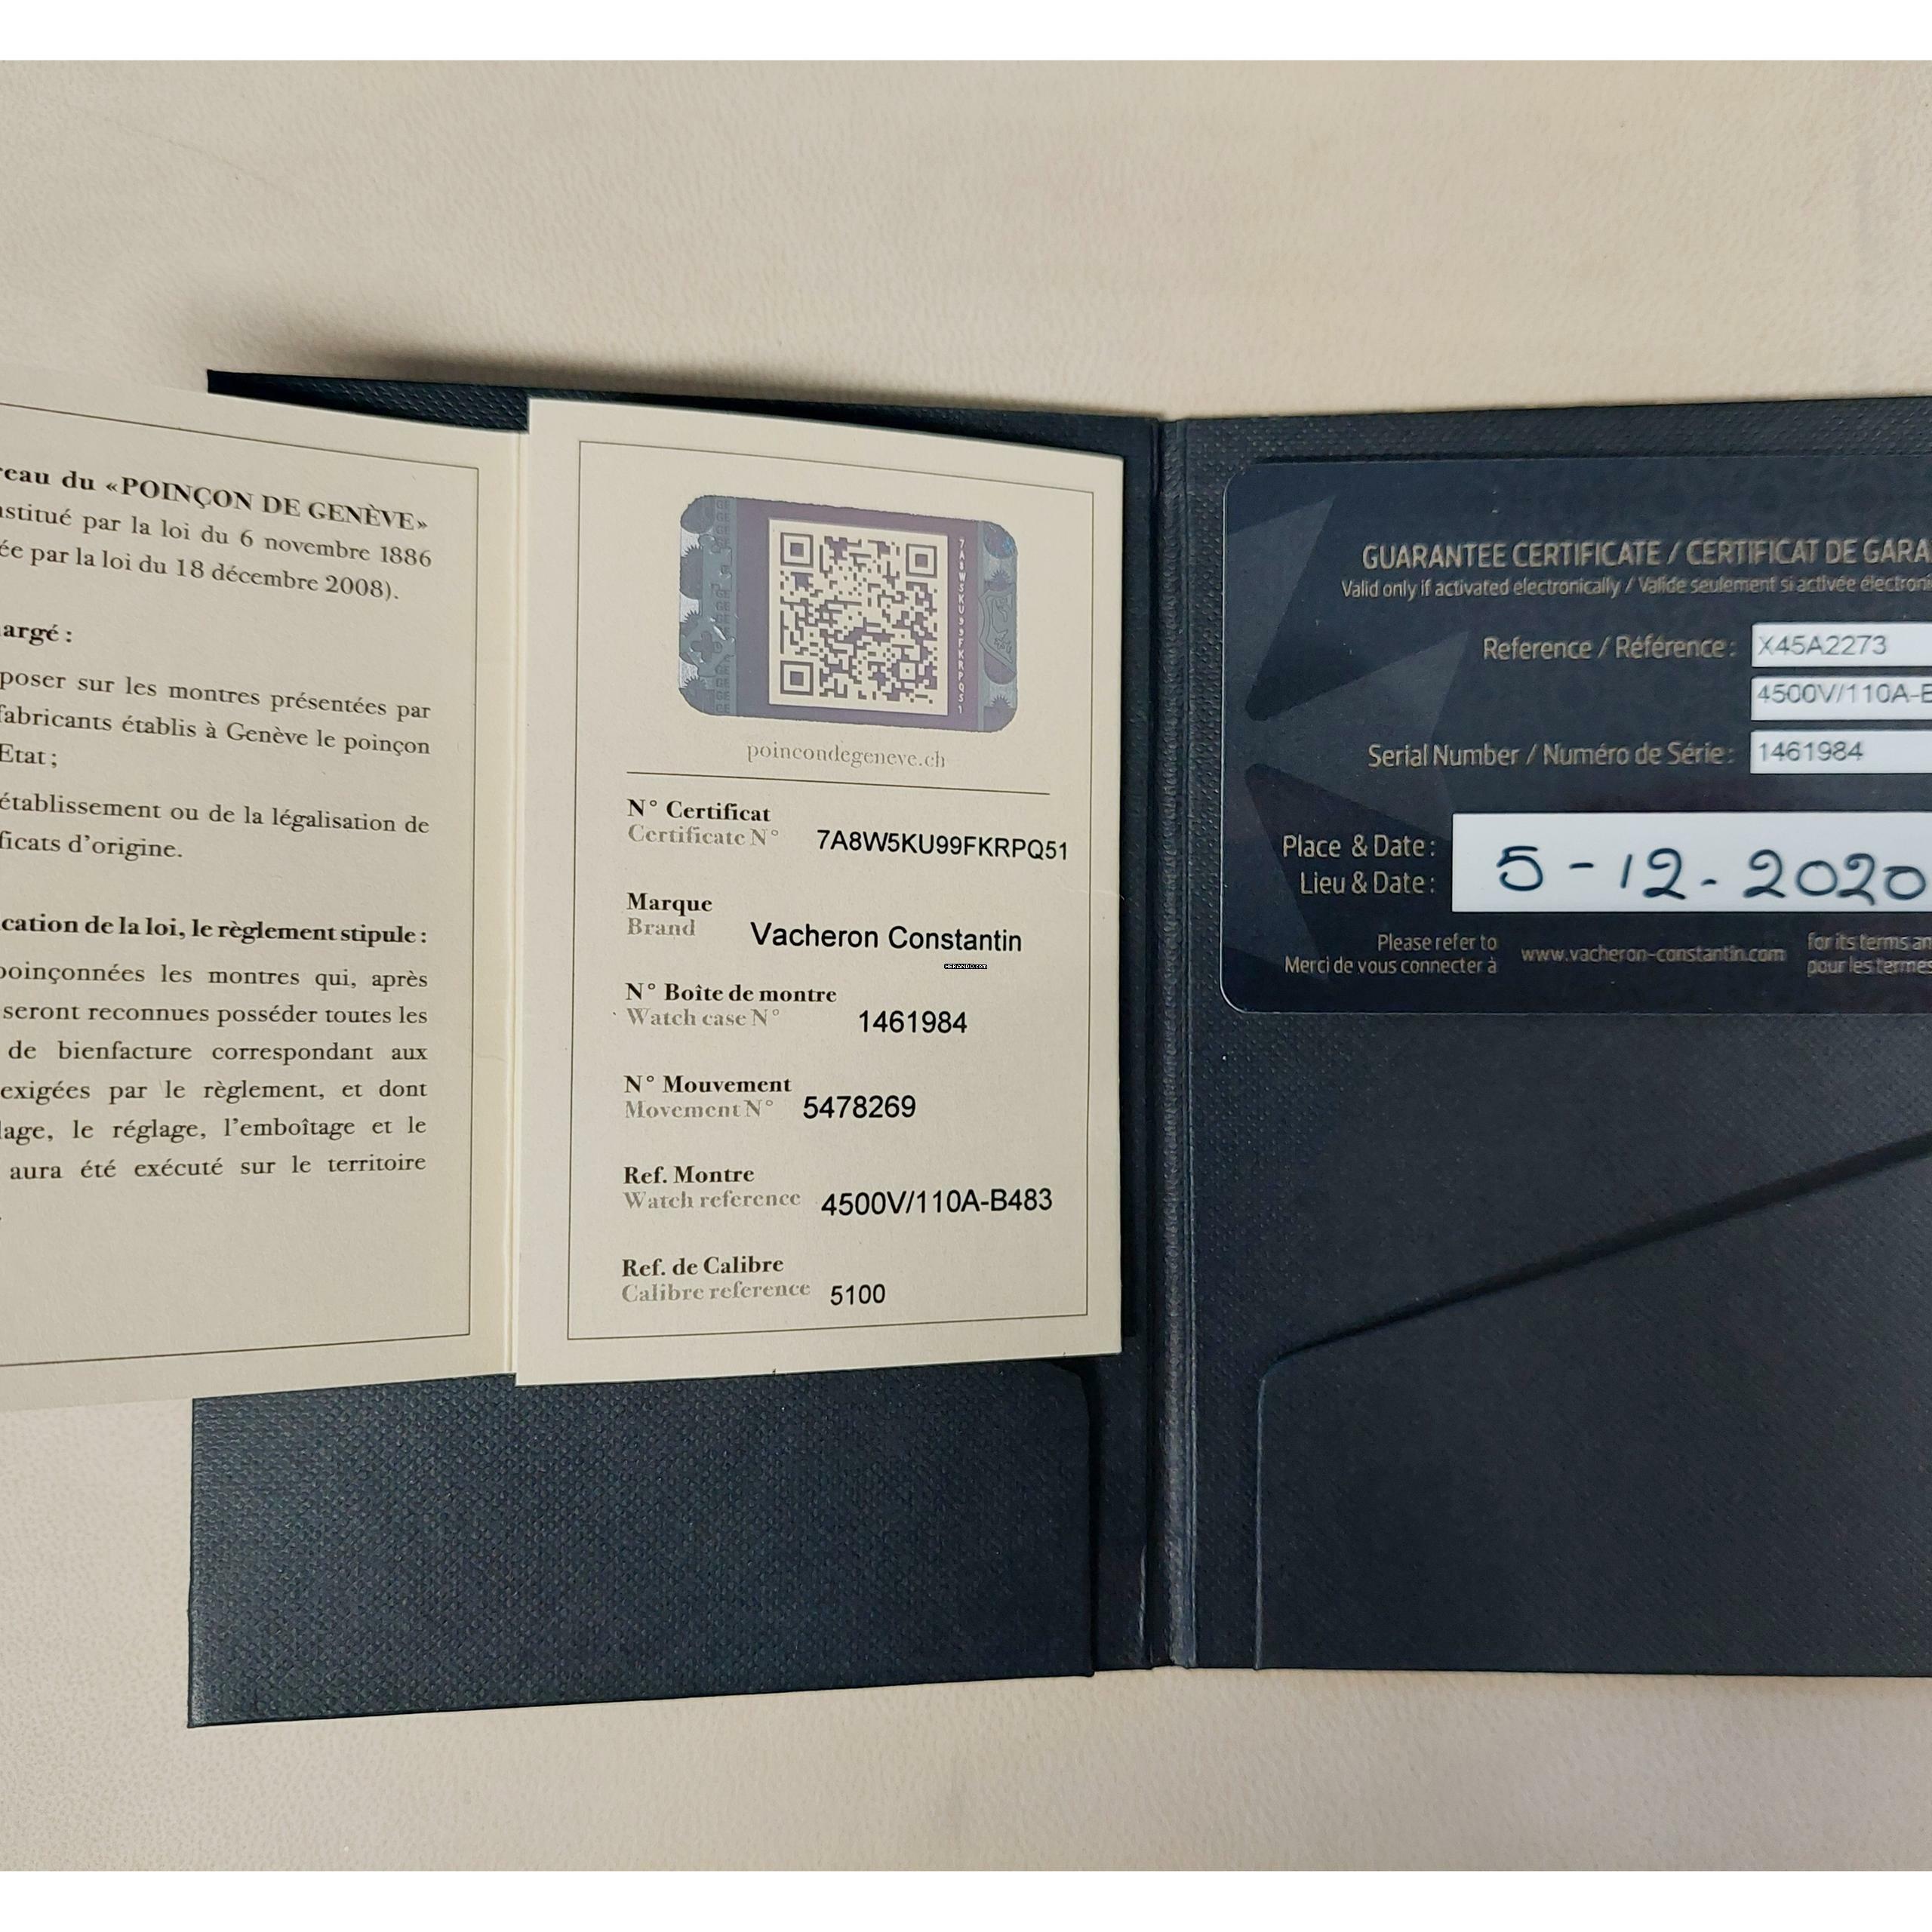 reau du «POINÇON DE GENÈVE»
nstitué par la loi du 6 novembre 1886
ée par la loi du 18 décembre 2008).
argé :
poser sur les montres présentées par
fabricants établis à Genève le poinçon
Etat ;
établissement ou de la légalisation de
ficats d'origine.
cation de la loi, le règlement stipule :
poinçonnées les montres qui, après
seront reconnues posséder toutes les
de bienfacture correspondant aux
exigées par le règlement, et dont
lage, le réglage, l'emboîtage et le
aura été exécuté sur le territoire
7A8W5KU99FKRPQ51
poincondegeneve.ch
N° Certificat
Certificate N° 7A8W5KU99FKRPQ51
Marque
Brand Vacheron Constantin
HERANDO.com
N° Boîte de montre
Watch case N° 1461984
N° Mouvement
Movement N° 5478269
Ref. Montre
Watch reference 4500V/110A-B483
Ref. de Calibre
Calibre reference 5100
GUARANTEE CERTIFICATE / CERTIFICAT DE GARA
Valid only if activated electronically / Valide seulement si activée électroni
Reference / Référence : X45A2273
4500V/110A-B
Serial Number / Numéro de Série : 1461984
Place & Date :
Lieu & Date : 5-12-2020
Please refer to www.vacheron-constantin.com for its terms an
Merci de vous connecter à pour les termes